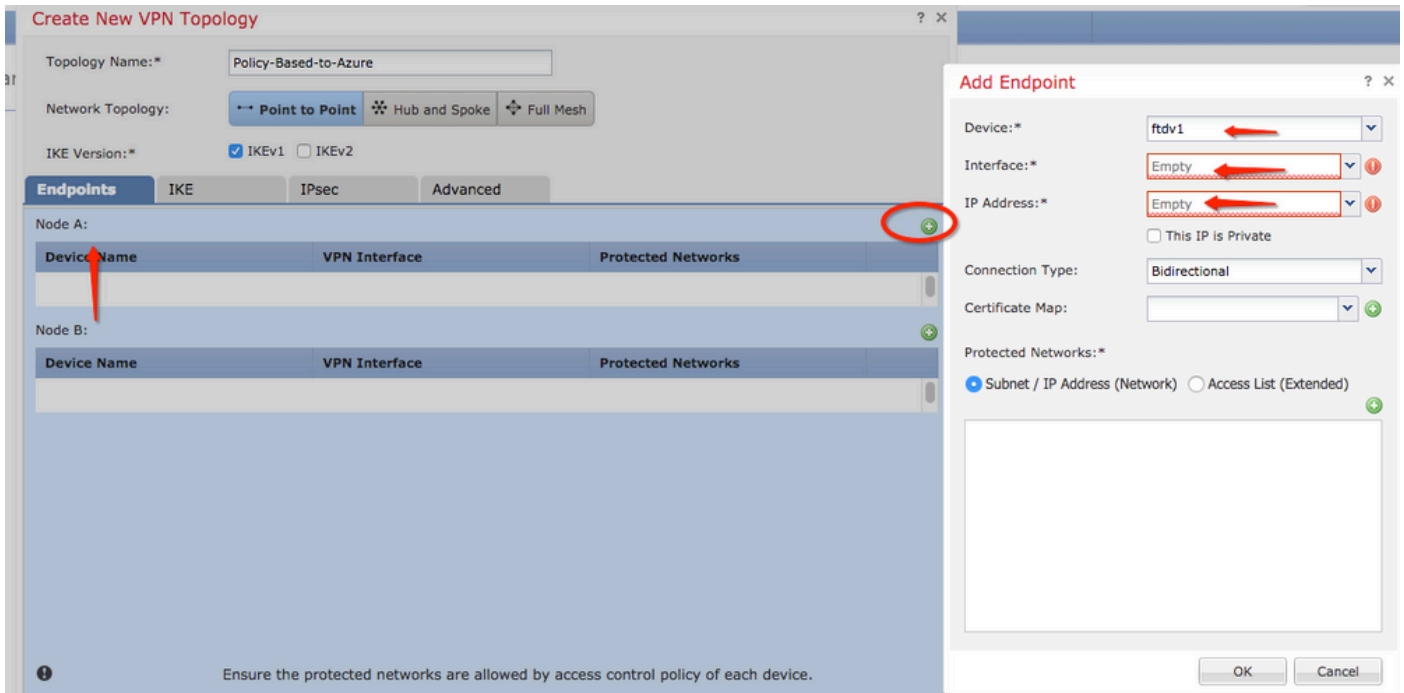 Create New VPN Topology
? ×
Topology Name:*
Policy-Based-to-Azure
Network Topology:
Point to Point
Hub and Spoke
Full Mesh
IKE Version:*
IKEv1
IKEv2
Endpoints
IKE
IPsec
Advanced
Node A:
Device Name
VPN Interface
Protected Networks
Node B:
Device Name
VPN Interface
Protected Networks
Ensure the protected networks are allowed by access control policy of each device.
Add Endpoint
? ×
Device:*
ftdv1
Interface:*
Empty
IP Address:*
Empty
This IP is Private
Connection Type:
Bidirectional
Certificate Map:
Protected Networks:*
Subnet / IP Address (Network)
Access List (Extended)
OK
Cancel